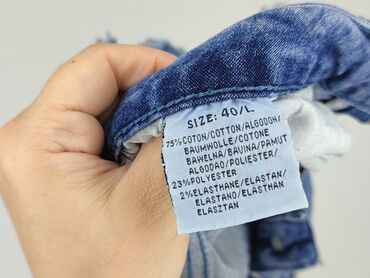 SIZE: 40/L
75%COTON/COTTON/ALGODON/
BAUMWOLLE/COTONE
BAWEŁNA/BAVLNA/PAMUT
ALGODAO/POLIESTER/
23%POLYESTER
2%ELASTHANE/ELASTAN/
ELASTANO/ELASTHAN
ELASZTAN